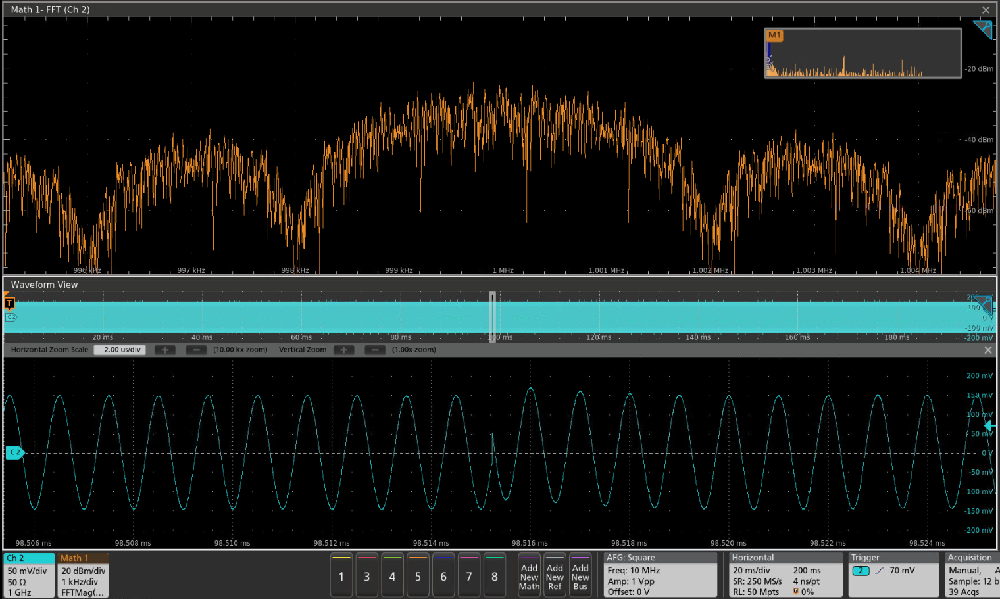 Math 1- FFT (Ch 2)
M1
-20 dBm
-40 dBm
-60 dBm
996 kHz 997 kHz 998 kHz 999 kHz 1 MHz 1.001 MHz 1.002 MHz 1.003 MHz 1.004 MHz
Waveform View
T
C 2
100
0 V
-100 mV
-200 mV
20 ms 40 ms 60 ms 80 ms 100 ms 120 ms 140 ms 160 ms 180 ms
Horizontal Zoom Scale 2.00 us/div + − (10.00 kx zoom) Vertical Zoom + − (1.00x zoom)
200 mV
150 mV
100 mV
50 mV
C 2
0 V
-50 mV
-100 mV
-150 mV
-200 mV
98.506 ms 98.508 ms 98.510 ms 98.512 ms 98.514 ms 98.516 ms 98.518 ms 98.520 ms 98.522 ms 98.524 ms
Ch 2
50 mV/div
50 Ω
1 GHz
Math 1
20 dBm/div
1 kHz/div
FFTMag(...
1 3 4 5 6 7 8
Add New Math
Add New Ref
Add New Bus
AFG: Square
Freq: 10 MHz
Amp: 1 Vpp
Offset: 0 V
Horizontal
20 ms/div 200 ms
SR: 250 MS/s 4 ns/pt
RL: 50 Mpts T 0%
Trigger
2 70 mV
Acquisition
Manual, A
Sample: 12 b
39 Acqs